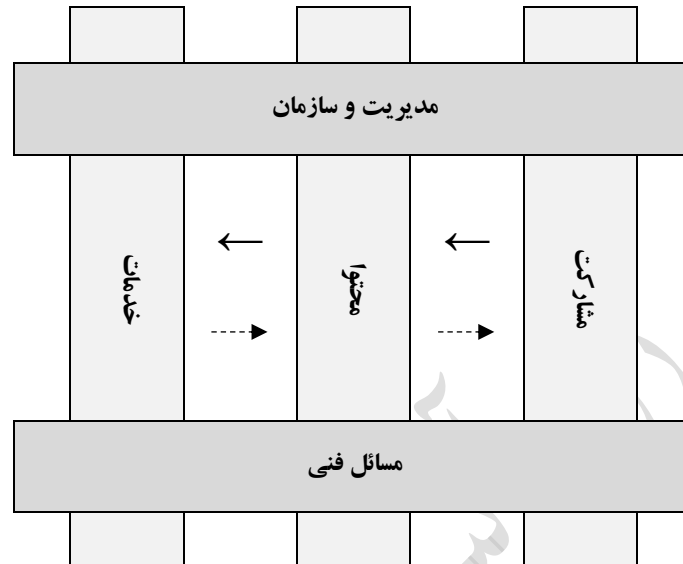 مدیریت و سازمان
مشارکت
محتوا
خدمات
مسائل فنی